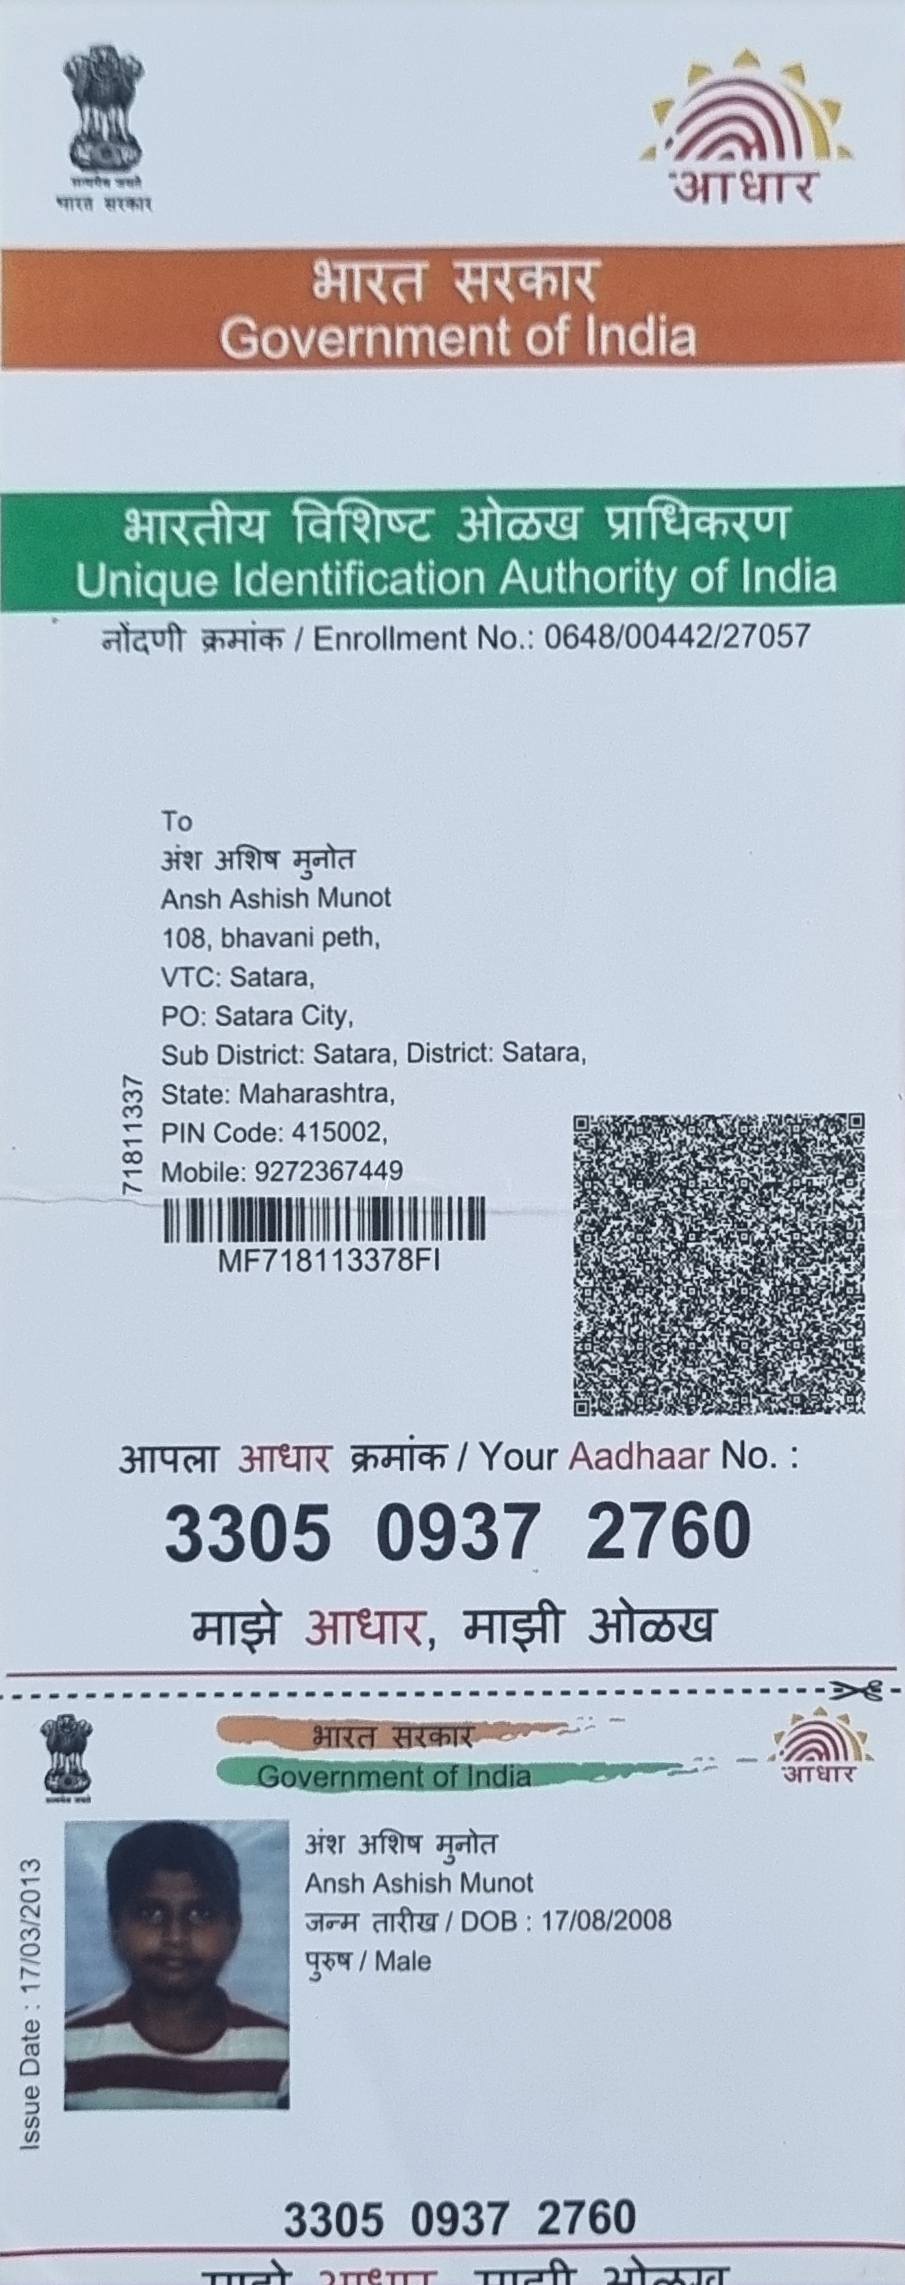 सत्यमेव जयते
भारत सरकार
आधार
भारत सरकार
Government of India
भारतीय विशिष्ट ओळख प्राधिकरण
Unique Identification Authority of India
नोंदणी क्रमांक / Enrollment No.: 0648/00442/27057
To
अंश अशिष मुनोत
Ansh Ashish Munot
108, bhavani peth,
VTC: Satara,
PO: Satara City,
Sub District: Satara, District: Satara,
State: Maharashtra,
PIN Code: 415002,
Mobile: 9272367449
71811337
MF718113378FI
आपला आधार क्रमांक / Your Aadhaar No. :
3305 0937 2760
माझे आधार, माझी ओळख
भारत सरकार
Government of India
आधार
Issue Date : 17/03/2013
अंश अशिष मुनोत
Ansh Ashish Munot
जन्म तारीख / DOB : 17/08/2008
पुरुष / Male
3305 0937 2760
माझे आधार, माझी ओळख